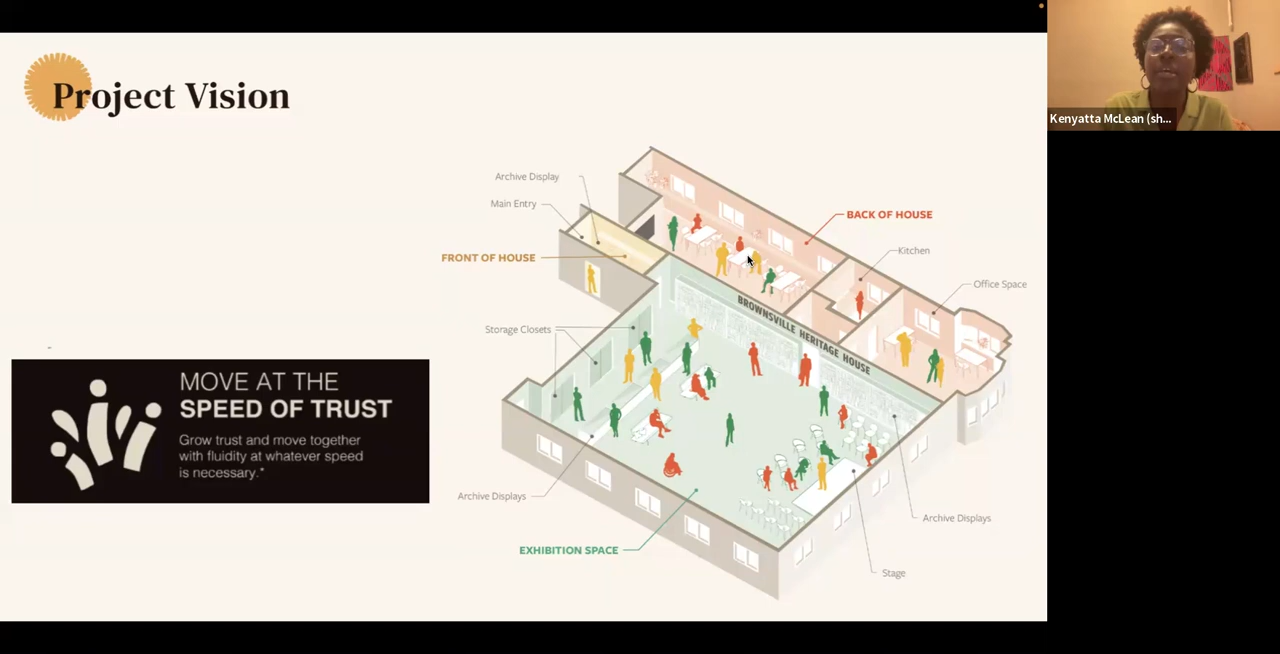 Project Vision
Kenyatta McLean (sh...
Archive Display
Main Entry
FRONT OF HOUSE
BACK OF HOUSE
Kitchen
Office Space
BROWNSVILLE HERITAGE HOUSE
Storage Closets
MOVE AT THE
SPEED OF TRUST
Grow trust and move together
with fluidity at whatever speed
is necessary.*
Archive Displays
Archive Displays
EXHIBITION SPACE
Stage